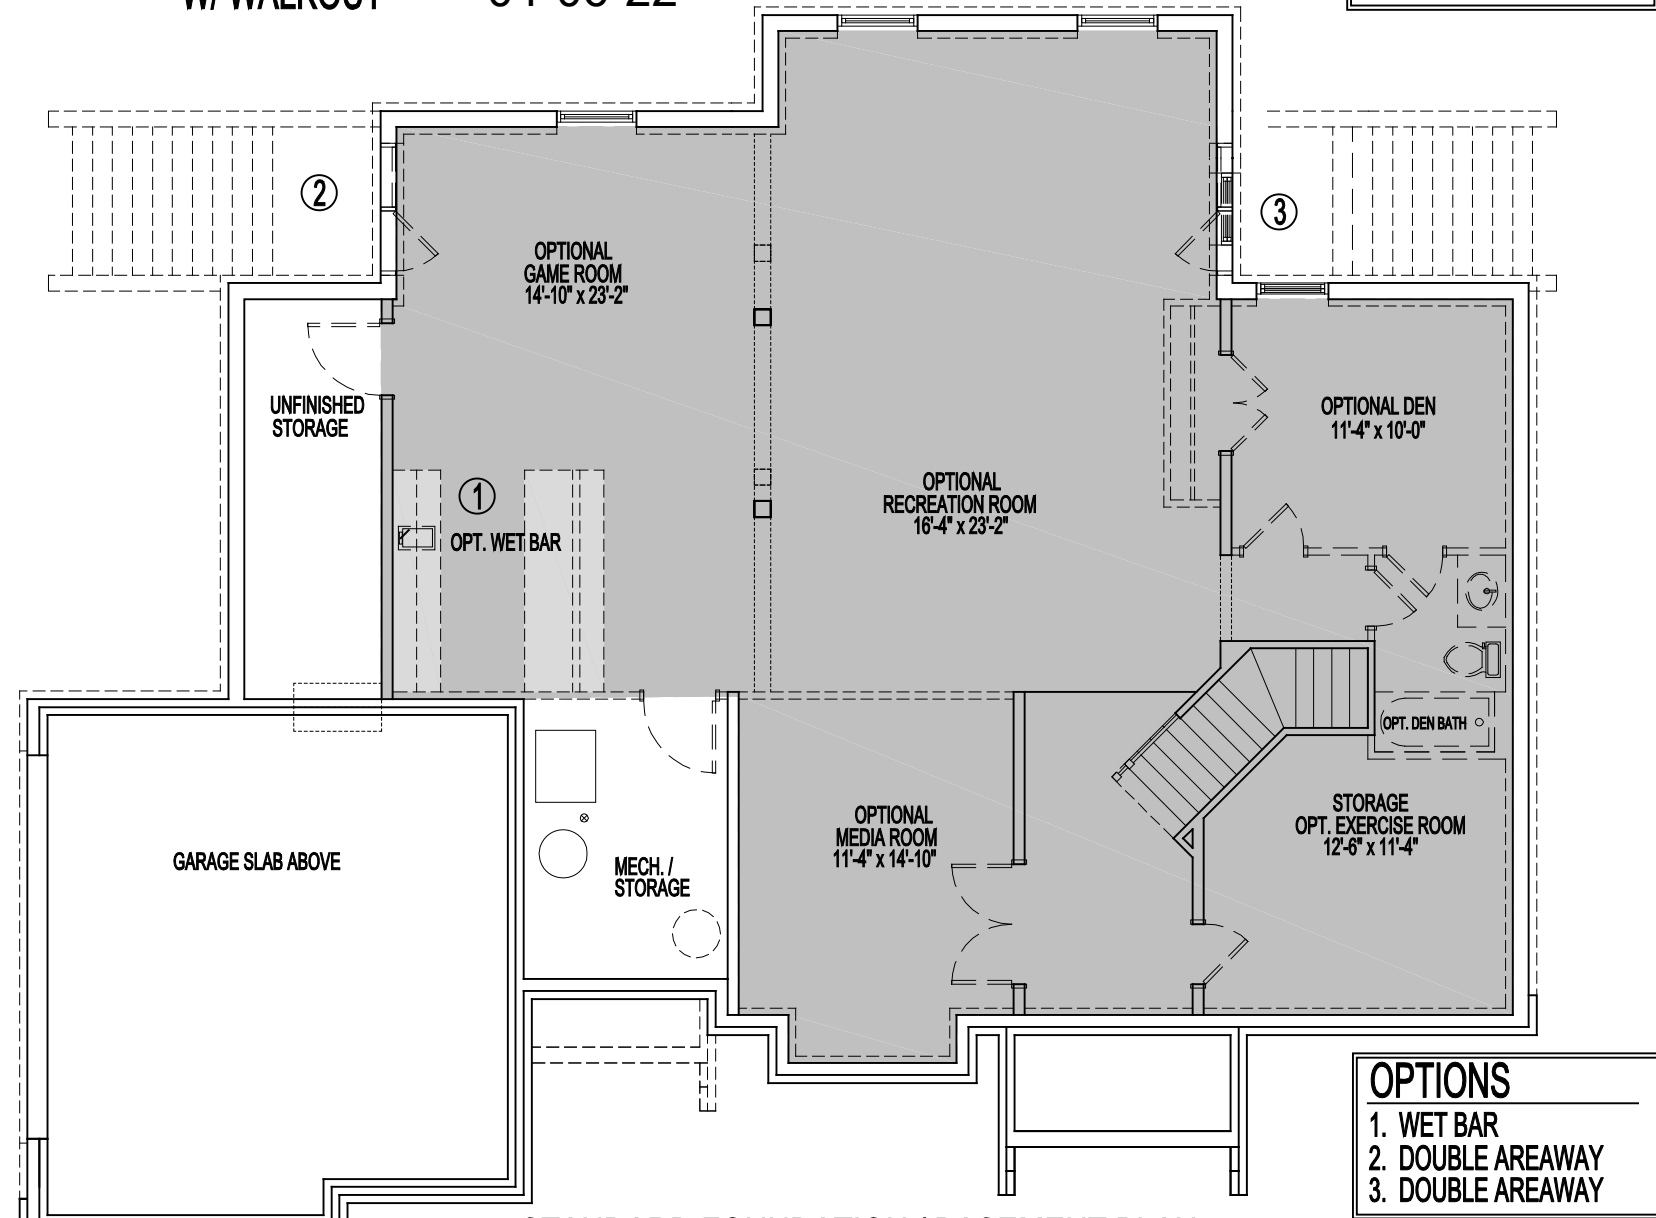 W/ WALKOUT
2
3
OPTIONAL
GAME ROOM
14'-10" x 23'-2"
UNFINISHED
STORAGE
OPTIONAL DEN
11'-4" x 10'-0"
1
OPT. WET BAR
OPTIONAL
RECREATION ROOM
16'-4" x 23'-2"
OPT. DEN BATH
GARAGE SLAB ABOVE
MECH. /
STORAGE
OPTIONAL
MEDIA ROOM
11'-4" x 14'-10"
STORAGE
OPT. EXERCISE ROOM
12'-6" x 11'-4"
OPTIONS
1. WET BAR
2. DOUBLE AREAWAY
3. DOUBLE AREAWAY